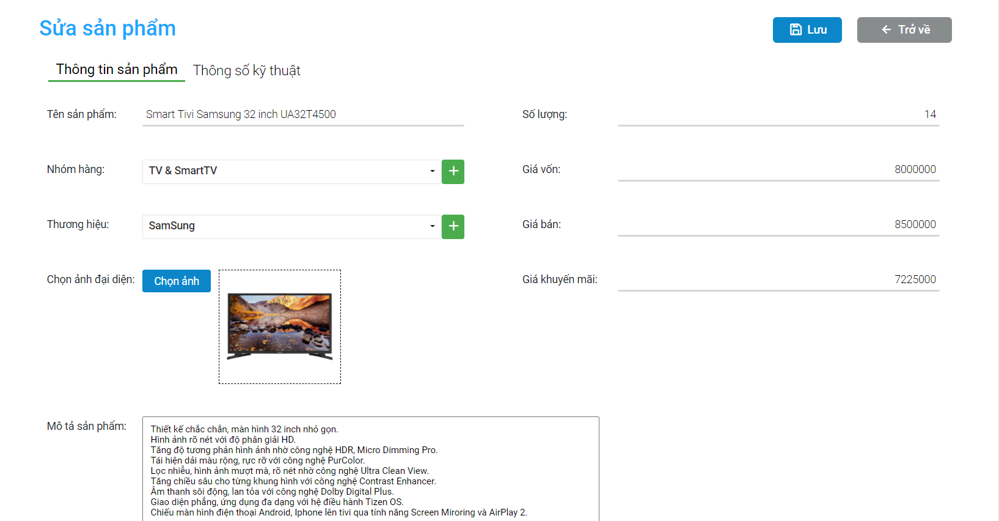 Sửa sản phẩm
Lưu
Trở về
Thông tin sản phẩm
Thông số kỹ thuật
Tên sản phẩm:
Smart Tivi Samsung 32 inch UA32T4500
Số lượng:
14
Nhóm hàng:
TV & SmartTV
+
Giá vốn:
8000000
Thương hiệu:
SamSung
+
Giá bán:
8500000
Chọn ảnh đại diện:
Chọn ảnh
Giá khuyến mãi:
7225000
Mô tả sản phẩm:
Thiết kế chắc chắn, màn hình 32 inch nhỏ gọn.
Hình ảnh rõ nét với độ phân giải HD.
Tăng độ tương phản hình ảnh nhờ công nghệ HDR, Micro Dimming Pro.
Tái hiện dải màu rộng, rực rỡ với công nghệ PurColor.
Lọc nhiễu, hình ảnh mượt mà, rõ nét nhờ công nghệ Ultra Clean View.
Tăng chiều sâu cho từng khung hình với công nghệ Contrast Enhancer.
Âm thanh sôi động, lan tỏa với công nghệ Dolby Digital Plus.
Giao diện phẳng, ứng dụng đa dạng với hệ điều hành Tizen OS.
Chiếu màn hình điện thoại Android, Iphone lên tivi qua tính năng Screen Miroring và AirPlay 2.